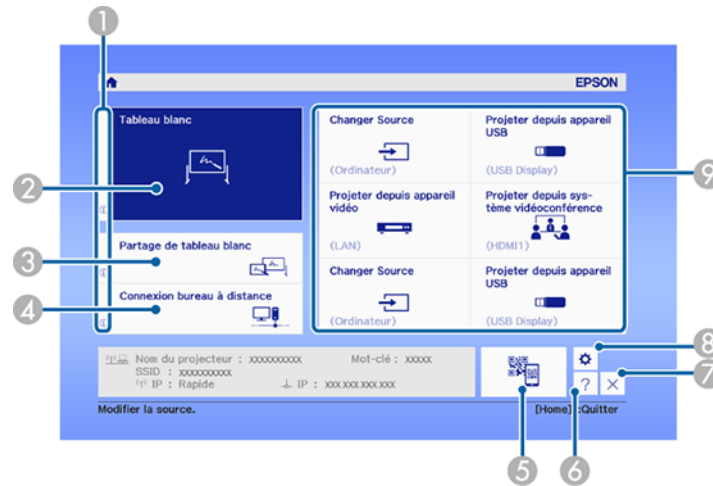 1
EPSON
Tableau blanc
Changer Source
(Ordinateur)
Projeter depuis appareil
USB
(USB Display)
2
9
Projeter depuis appareil
vidéo
(LAN)
Projeter depuis sys-
tème vidéoconférence
(HDMI1)
Partage de tableau blanc
3
Connexion bureau à distance
4
Changer Source
(Ordinateur)
Projeter depuis appareil
USB
(USB Display)
8
Nom du projecteur : xxxxxxxxxx Mot-clé : xxxxx
SSID : xxxxxxxxxx
IP : Rapide IP : xxx.xxx.xxx.xxx
?
7
Modifier la source.
[Home] :Quitter
5
6